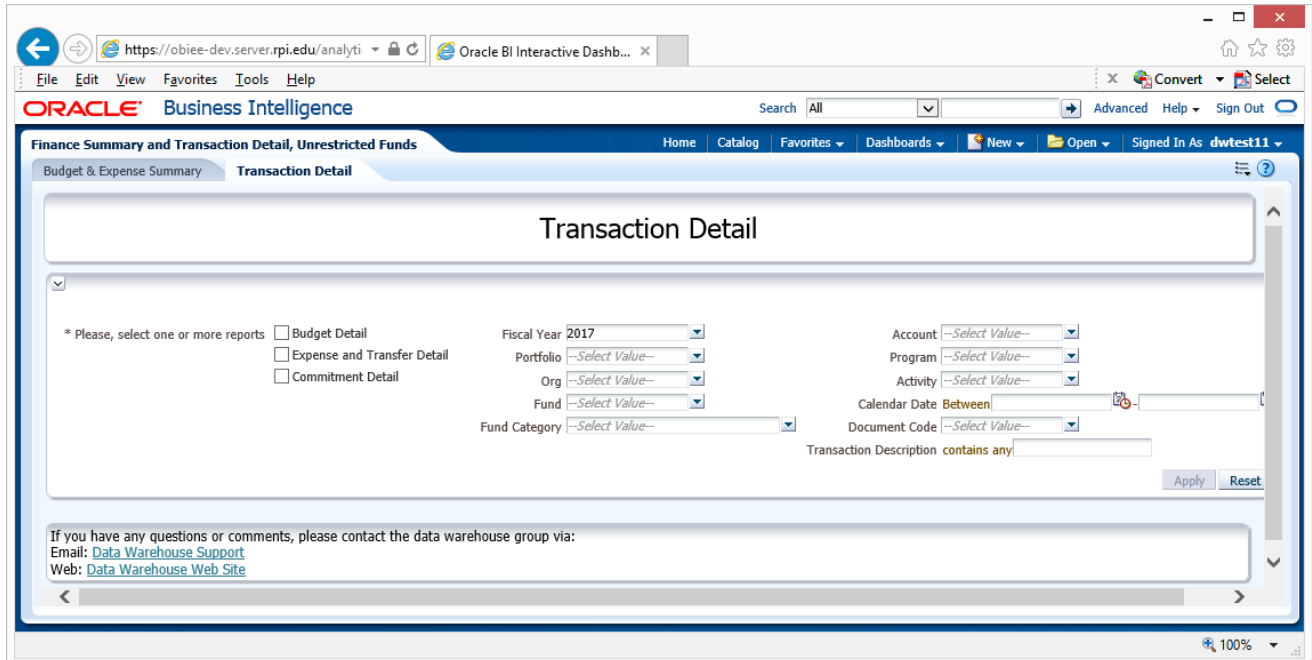 https://obiee-dev.server.rpi.edu/analyti
Oracle BI Interactive Dashb...
File Edit View Favorites Tools Help
Convert Select
ORACLE Business Intelligence
Search All Advanced Help Sign Out
Finance Summary and Transaction Detail, Unrestricted Funds
Home Catalog Favorites Dashboards New Open Signed In As dwtest11
Budget & Expense Summary Transaction Detail
Transaction Detail
* Please, select one or more reports Budget Detail
Expense and Transfer Detail
Commitment Detail
Fiscal Year 2017
Portfolio --Select Value--
Org --Select Value--
Fund --Select Value--
Fund Category --Select Value--
Account --Select Value--
Program --Select Value--
Activity --Select Value--
Calendar Date Between -
Document Code --Select Value--
Transaction Description contains any
Apply Reset
If you have any questions or comments, please contact the data warehouse group via:
Email: Data Warehouse Support
Web: Data Warehouse Web Site
100%